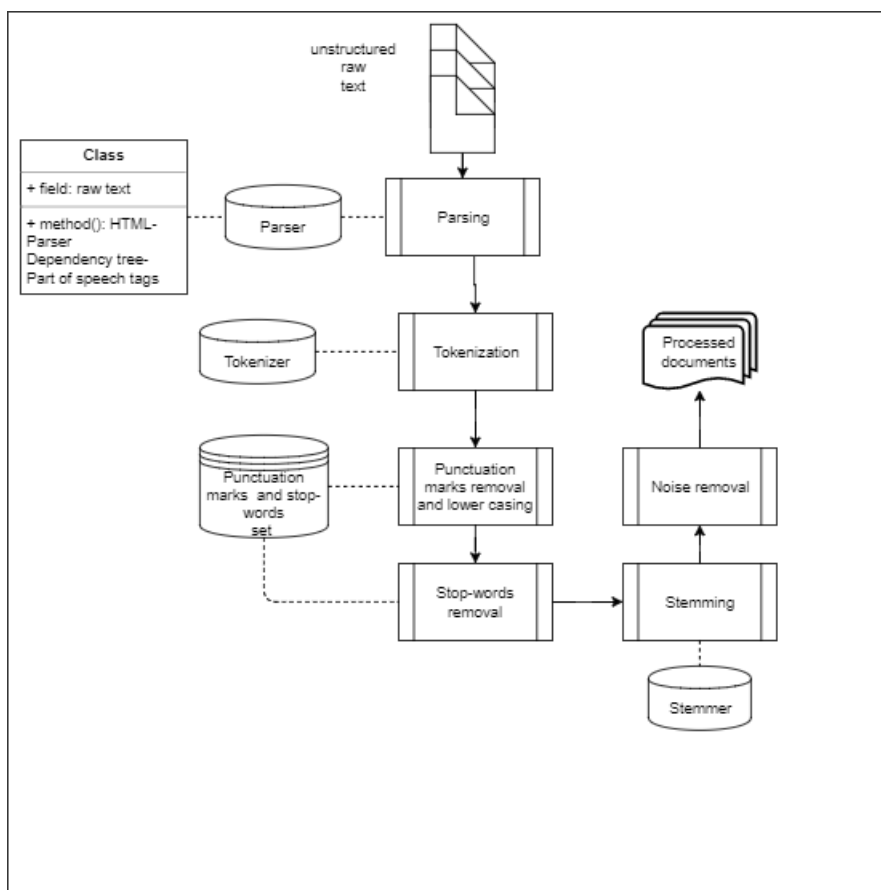 unstructured
raw
text
Class
+ field: raw text
+ method(): HTML-
Parser
Dependency tree-
Part of speech tags
Parser
Parsing
Tokenizer
Tokenization
Processed
documents
Punctuation
marks and stop-
words
set
Punctuation
marks removal
and lower casing
Noise removal
Stop-words
removal
Stemming
Stemmer